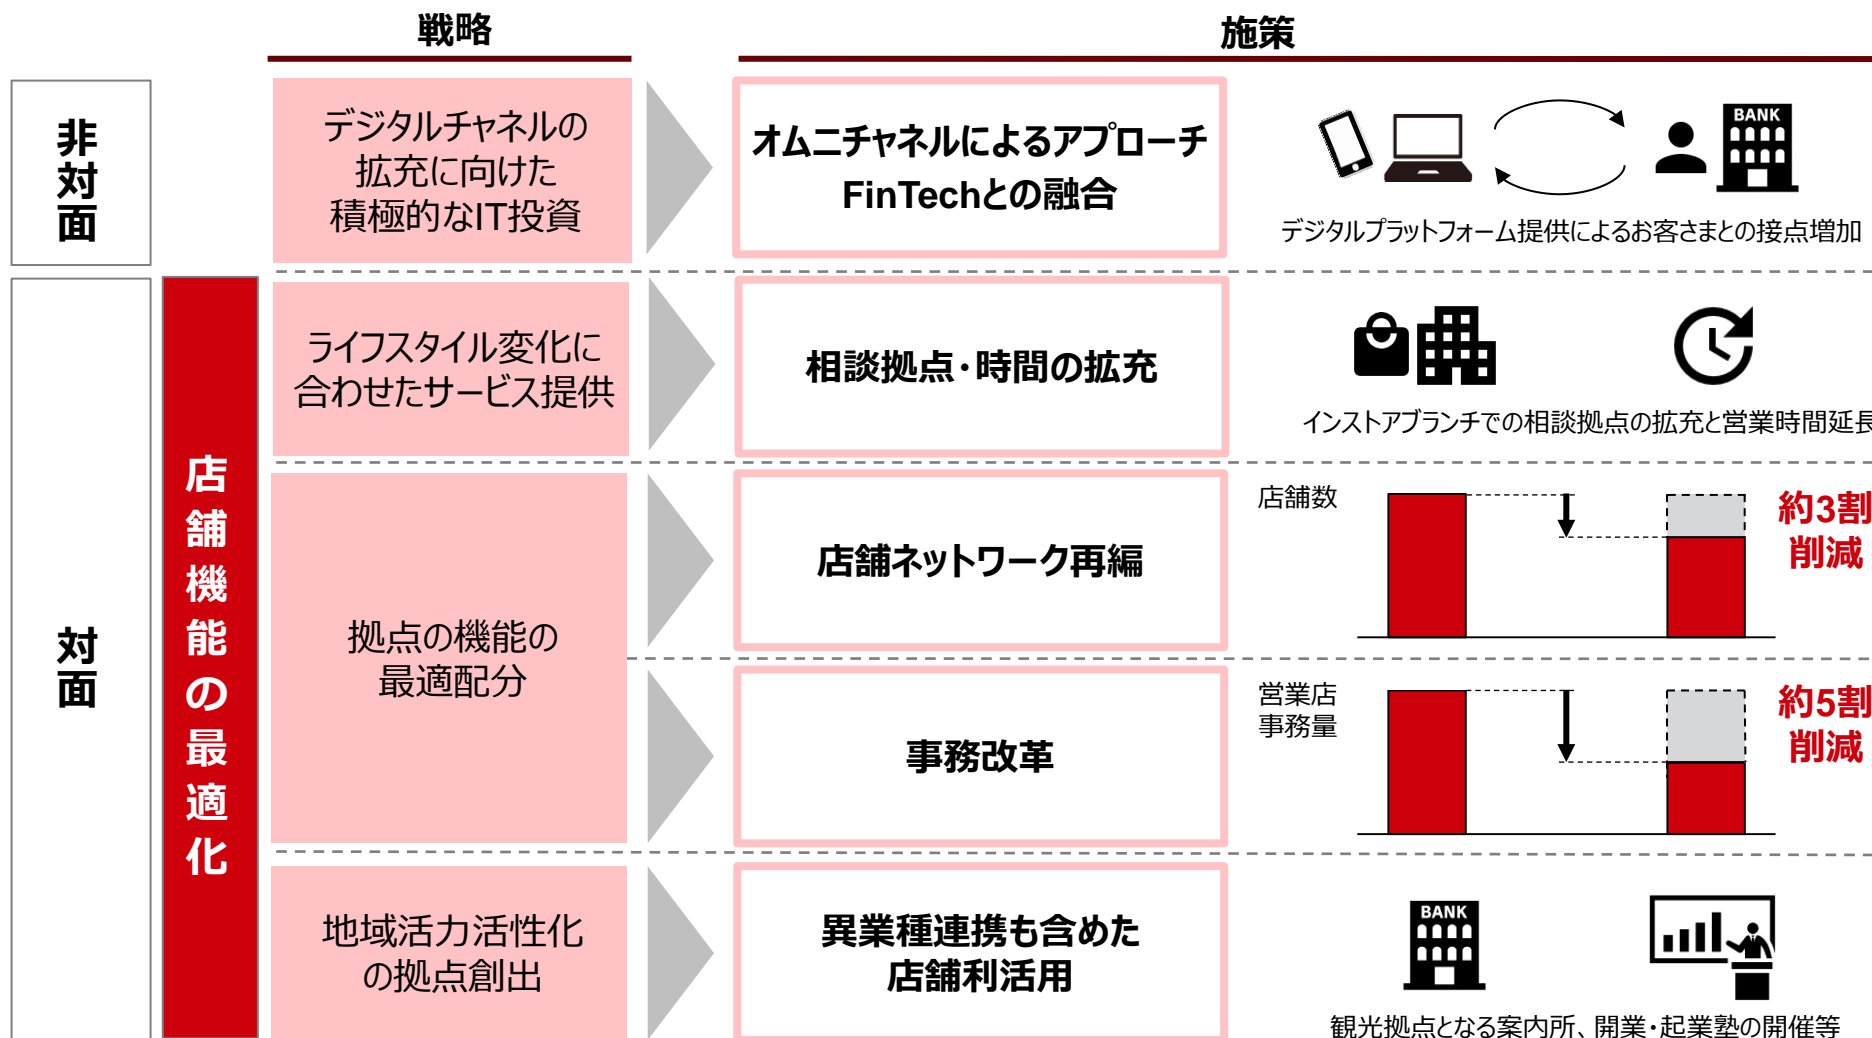 戦略
施策
非対面
デジタルチャネルの
拡充に向けた
積極的なIT投資
オムニチャネルによるアプローチ
FinTechとの融合
BANK
デジタルプラットフォーム提供によるお客さまとの接点増加
対面
店舗機能の最適化
ライフスタイル変化に
合わせたサービス提供
相談拠点・時間の拡充
インストアブランチでの相談拠点の拡充と営業時間延長
拠点の機能の
最適配分
店舗ネットワーク再編
店舗数
約3割
削減
事務改革
営業店
事務量
約5割
削減
地域活力活性化
の拠点創出
異業種連携も含めた
店舗利活用
BANK
観光拠点となる案内所、開業・起業塾の開催等